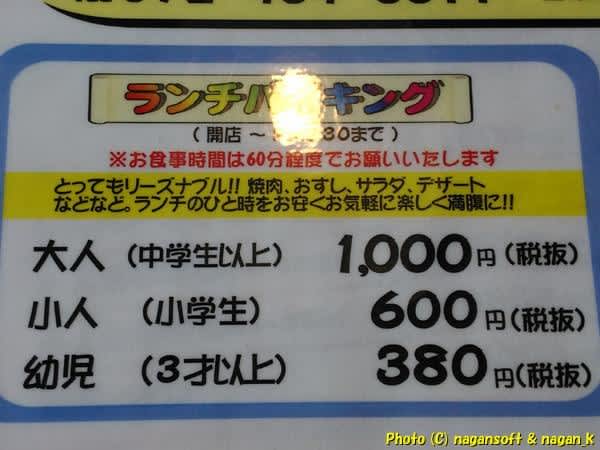 ランチバイキング
(開店 ~ 30まで)
※お食事時間は60分程度でお願いいたします
とってもリーズナブル!! 焼肉、おすし、サラダ、デザート
などなど。ランチのひと時をお安くお気軽に楽しく満腹に!!
大人 (中学生以上) 1,000円 (税抜)
小人 (小学生) 600円 (税抜)
幼児 (3才以上) 380円 (税抜)
Photo (C) nagansoft & nagan_k